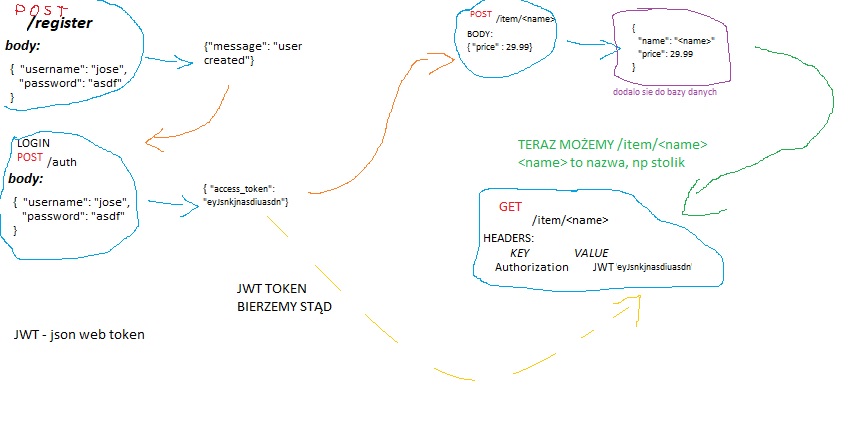 POST
/register
body:
{ "username": "jose",
"password": "asdf"
}
{"message": "user
created"}
LOGIN
POST /auth
body:
{ "username": "jose",
"password": "asdf"
}
{ "access_token":
"eyJsnkjnasdiuasdn"}
POST /item/<name>
BODY:
{ "price" : 29.99}
{
"name": "<name>"
"price": 29.99
}
dodalo sie do bazy danych
TERAZ MOŻEMY /item/<name>
<name> to nazwa, np stolik
GET
/item/<name>
HEADERS:
KEY VALUE
Authorization JWT 'eyJsnkjnasdiuasdn'
JWT TOKEN
BIERZEMY STĄD
JWT - json web token